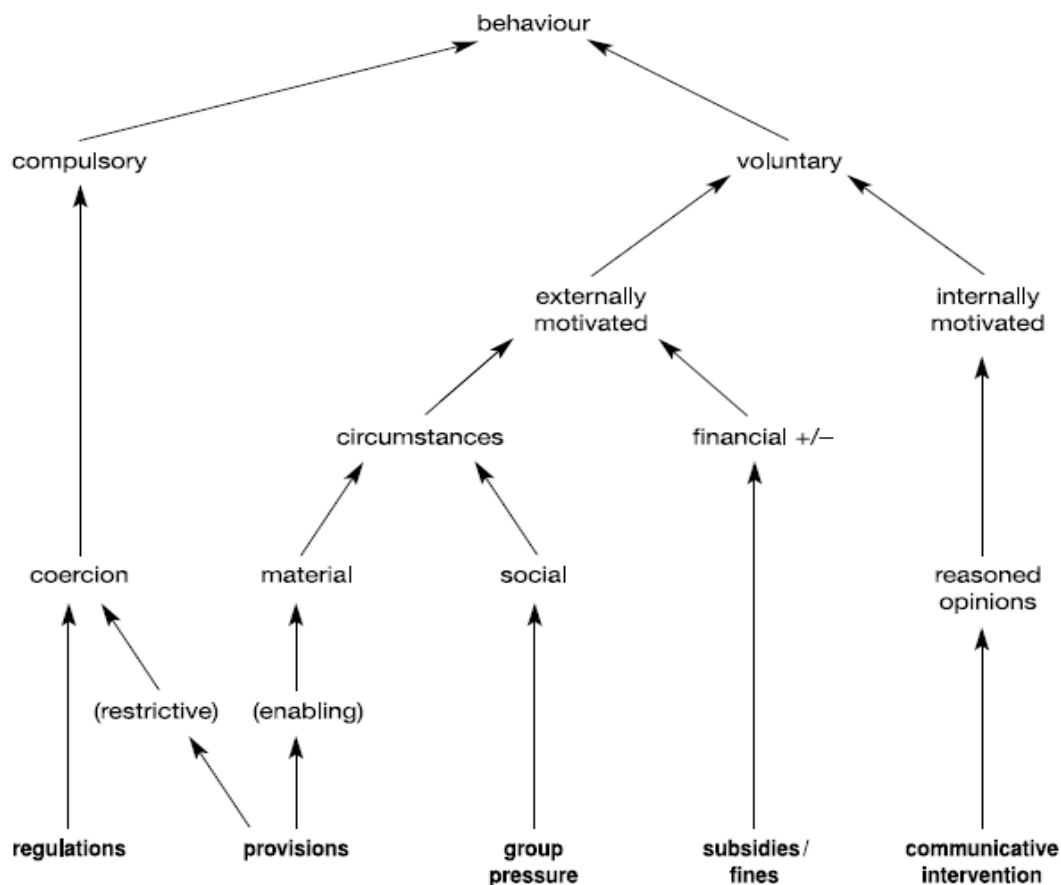 behaviour
compulsory
voluntary
externally
motivated
internally
motivated
circumstances
financial +/–
coercion
material
social
reasoned
opinions
(restrictive)
(enabling)
regulations
provisions
group
pressure
subsidies/
fines
communicative
intervention